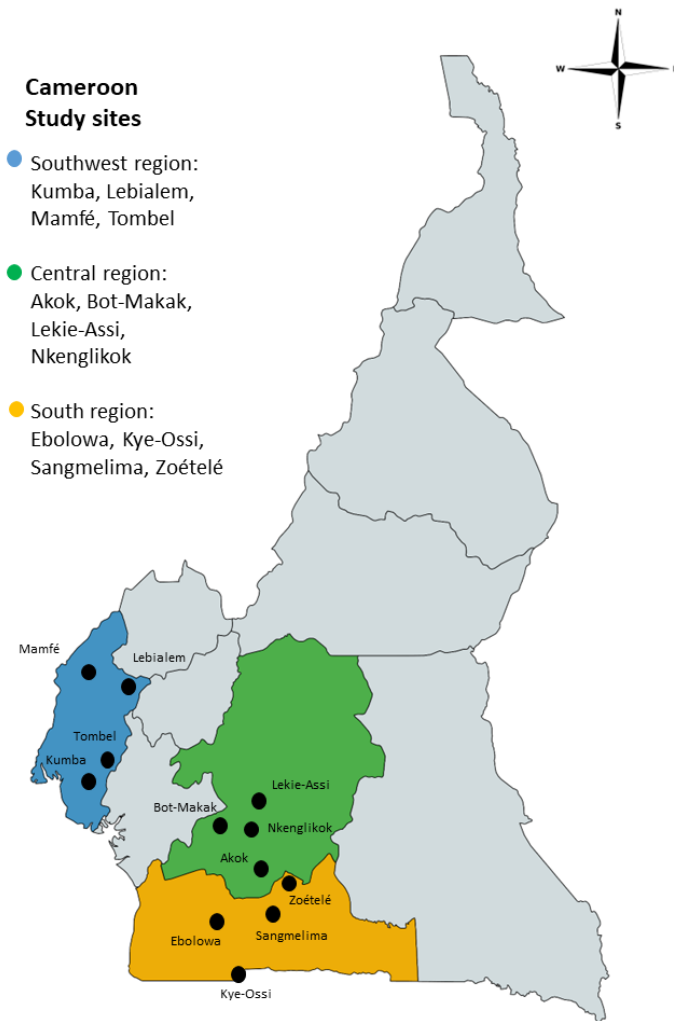 N
W
S
Cameroon
Study sites
Southwest region:
Kumba, Lebialem,
Mamfé, Tombel
Central region:
Akok, Bot-Makak,
Lekie-Assi,
Nkenglikok
South region:
Ebolowa, Kye-Ossi,
Sangmelima, Zoételé
Mamfé
Lebialem
Tombel
Kumba
Lekie-Assi
Bot-Makak
Nkenglikok
Akok
Zoételé
Sangmelima
Ebolowa
Kye-Ossi